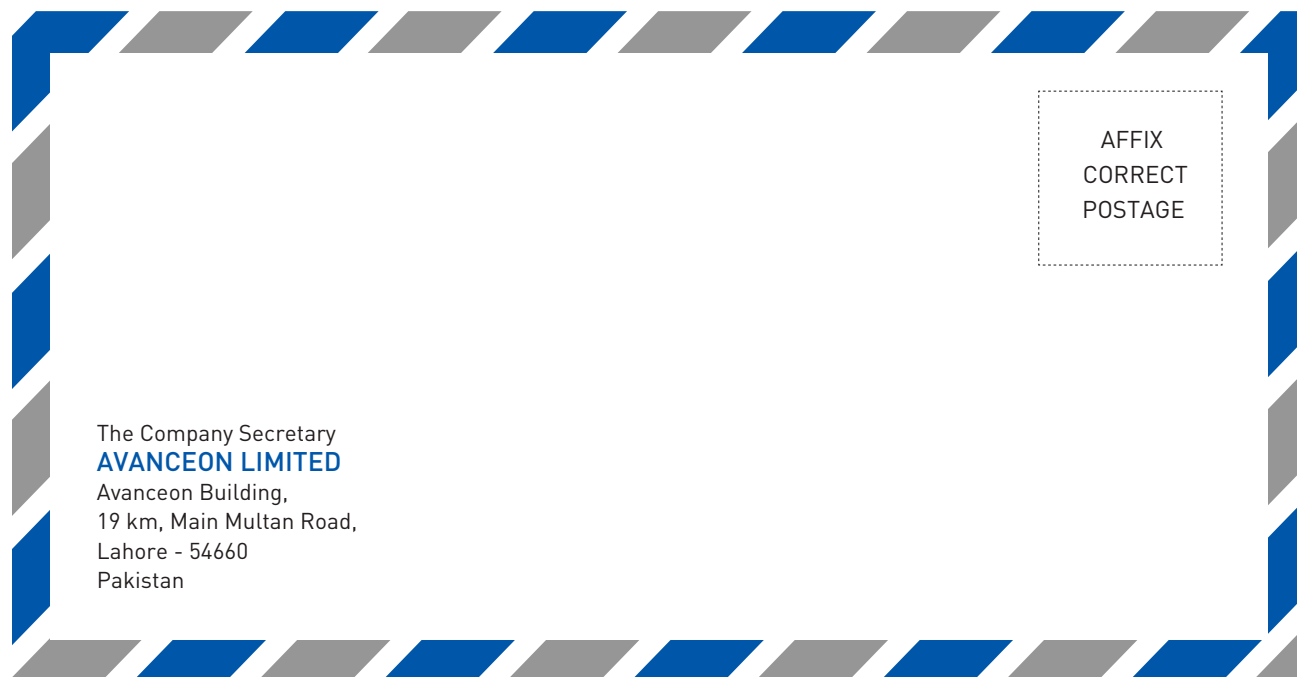 AFFIX
CORRECT
POSTAGE
The Company Secretary
AVANCEON LIMITED
Avanceon Building,
19 km, Main Multan Road,
Lahore - 54660
Pakistan